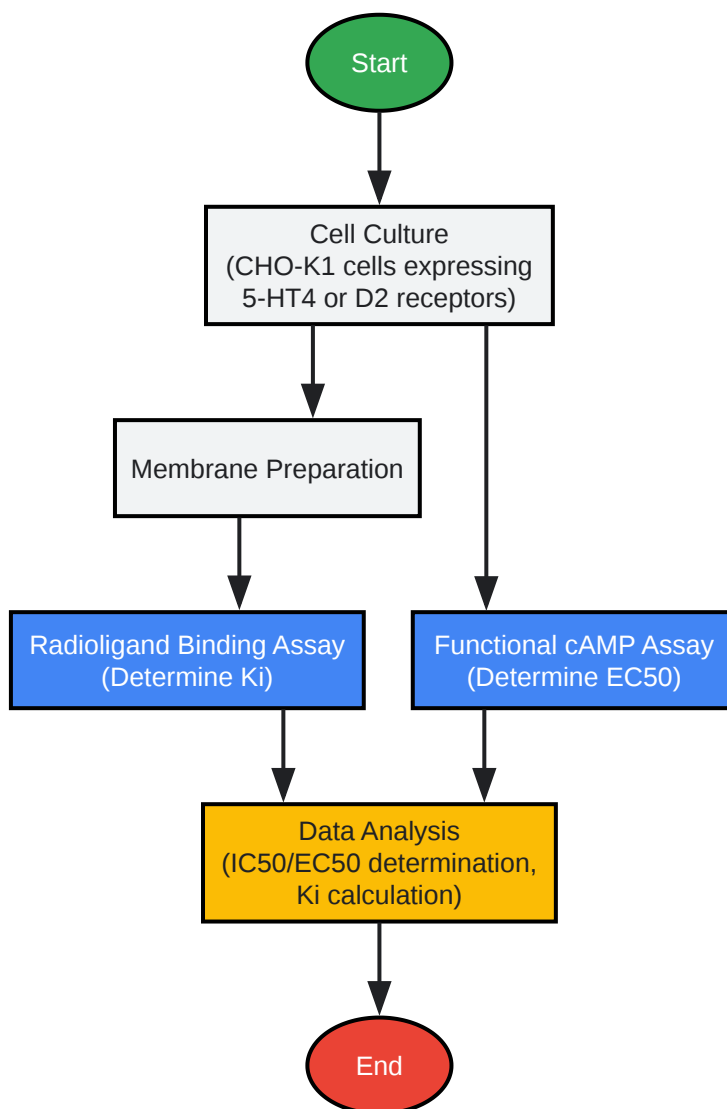 Start
Cell Culture
(CHO-K1 cells expressing
5-HT4 or D2 receptors)
Membrane Preparation
Radioligand Binding Assay
(Determine Ki)
Functional cAMP Assay
(Determine EC50)
Data Analysis
(IC50/EC50 determination,
Ki calculation)
End